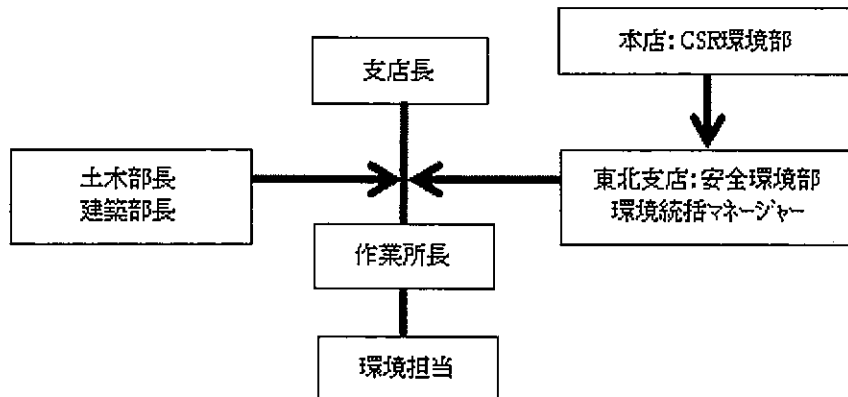 本店：CSR環境部
支店長
土木部長
建築部長
東北支店：安全環境部
環境統括マネージャー
作業所長
環境担当